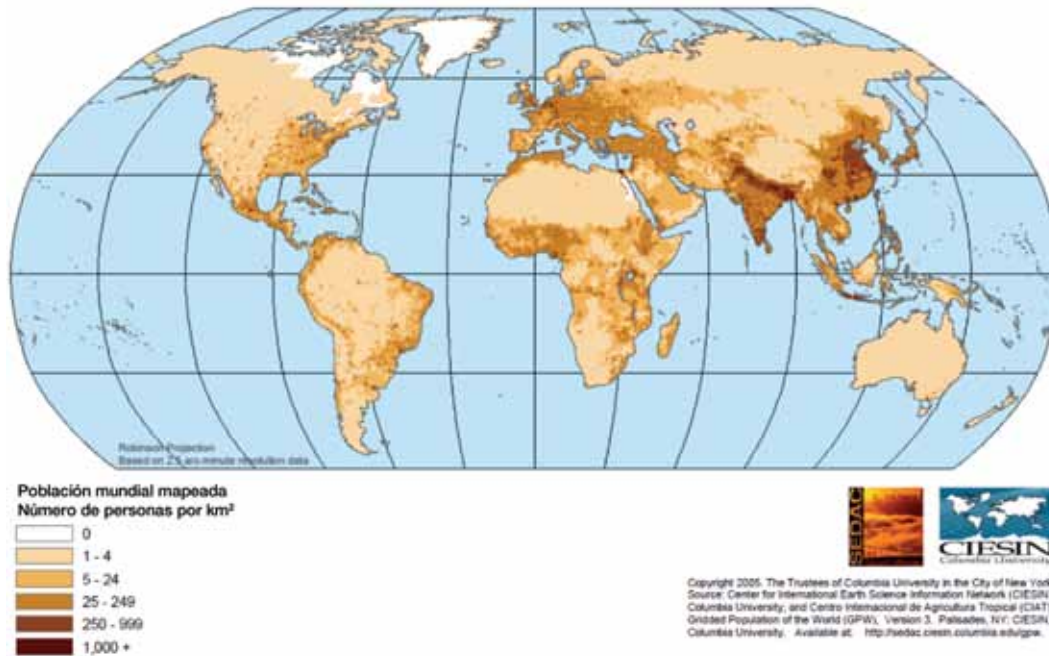 Robinson Projection
Based on 2.5 arc-minute resolution data
Población mundial mapeada
Número de personas por km²
0
1 - 4
5 - 24
25 - 249
250 - 999
1,000 +
SEDAC
CIESIN
Columbia University
Copyright 2005. The Trustees of Columbia University in the City of New York
Source: Center for International Earth Science Information Network (CIESIN)
Columbia University; and Centro Internacional de Agricultura Tropical (CIAT)
Gridded Population of the World (GPW), Version 3. Palisades, NY: CIESIN,
Columbia University. Available at: http://sedac.ciesin.columbia.edu/gpw.